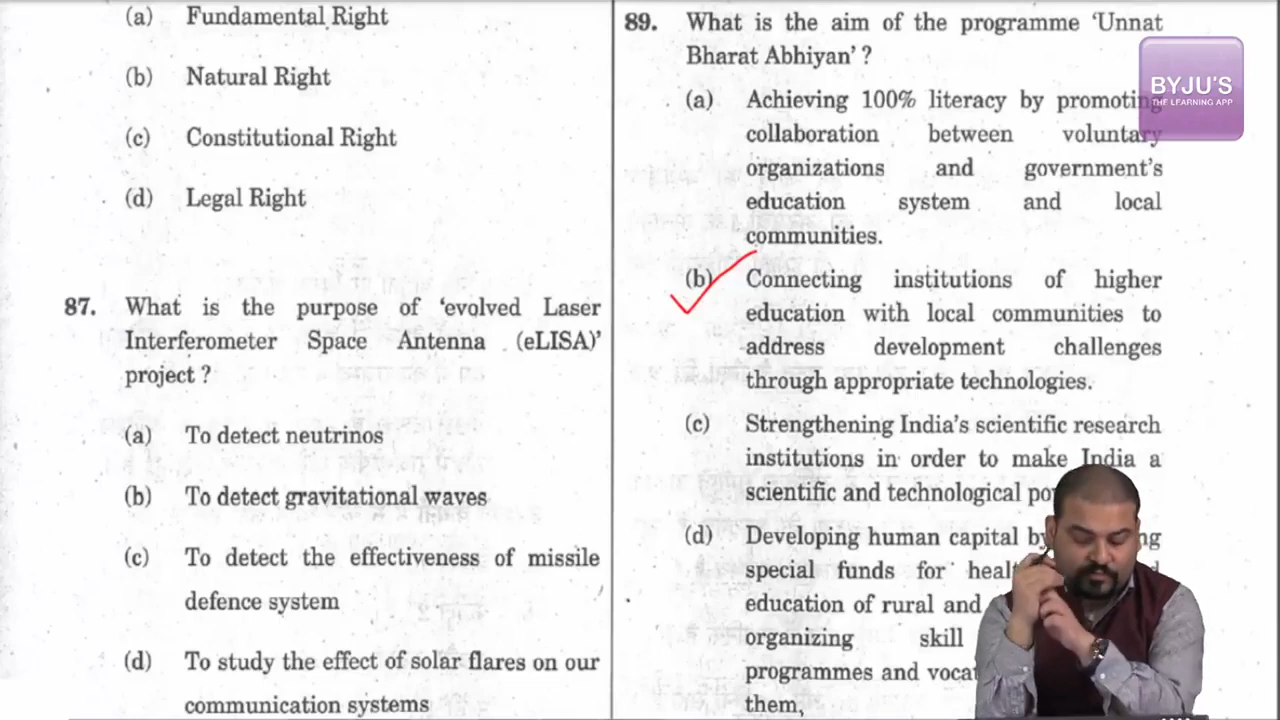 (a) Fundamental Right
(b) Natural Right
(c) Constitutional Right
(d) Legal Right
87. What is the purpose of ‘evolved Laser
Interferometer Space Antenna (eLISA)’
project ?
(a) To detect neutrinos
(b) To detect gravitational waves
(c) To detect the effectiveness of missile
defence system
(d) To study the effect of solar flares on our
communication systems
89. What is the aim of the programme ‘Unnat
Bharat Abhiyan’ ?
(a) Achieving 100% literacy by promoting
collaboration between voluntary
organizations and government’s
education system and local
communities.
(b) Connecting institutions of higher
education with local communities to
address development challenges
through appropriate technologies.
(c) Strengthening India’s scientific research
institutions in order to make India a
scientific and technological
(d) Developing human capital
special funds for
education of rural and
organizing skill
programmes and
them,
BYJU'S
THE LEARNING APP